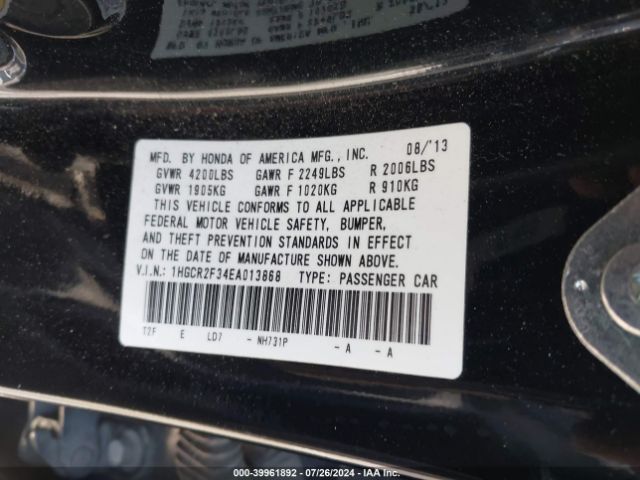 MFD. BY HONDA OF AMERICA MFG., INC. 08/'13
GVWR 4200LBS GAWR F 2249LBS R 2006LBS
GVWR 1905KG GAWR F 1020KG R 910KG
THIS VEHICLE CONFORMS TO ALL APPLICABLE
FEDERAL MOTOR VEHICLE SAFETY, BUMPER,
AND THEFT PREVENTION STANDARDS IN EFFECT
ON THE DATE OF MANUFACTURE SHOWN ABOVE.
V.I.N.: 1HGCR2F34EA013868 TYPE: PASSENGER CAR
T2F E LD7 - NH731P - A - A
000-39961892 | 07/26/2024 | IAA Inc.